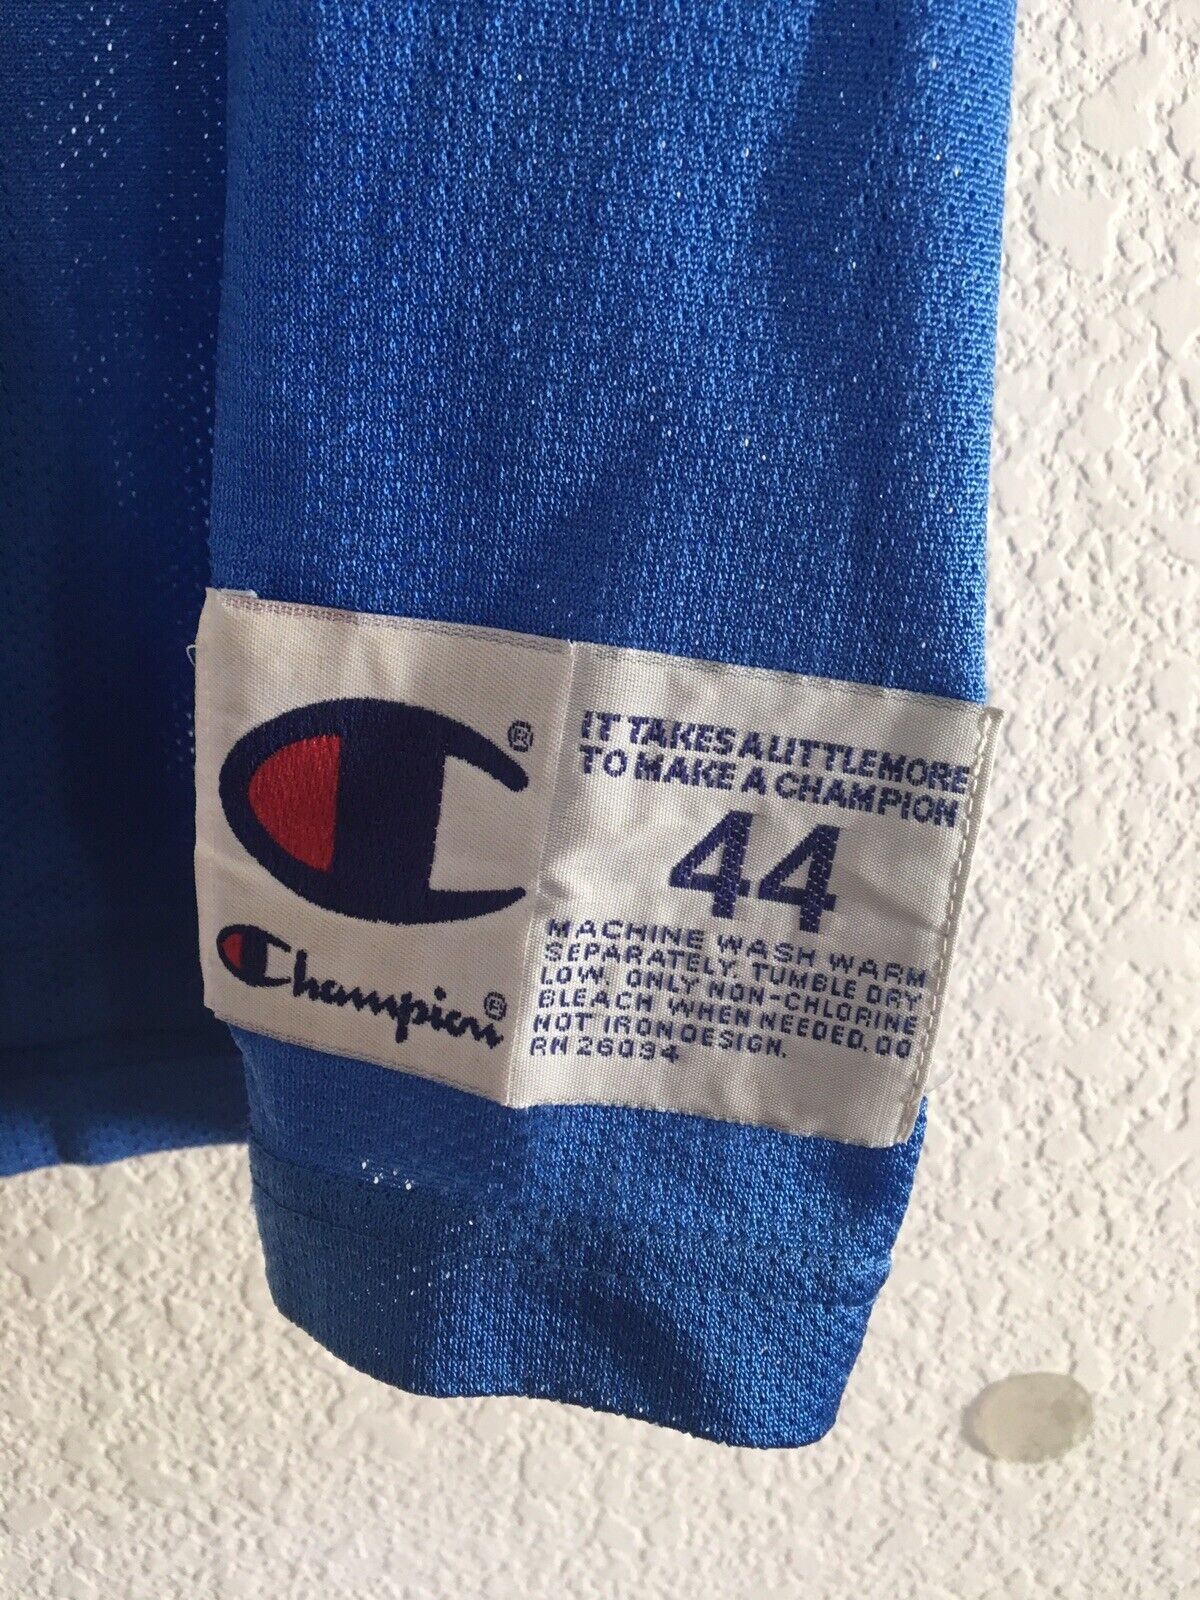 ®
Champion®
IT TAKES A LITTLE MORE
TO MAKE A CHAMPION
44
MACHINE WASH WARM
SEPARATELY. TUMBLE DRY
LOW. ONLY NON-CHLORINE
BLEACH WHEN NEEDED. DO
NOT IRON DESIGN.
RN 26094